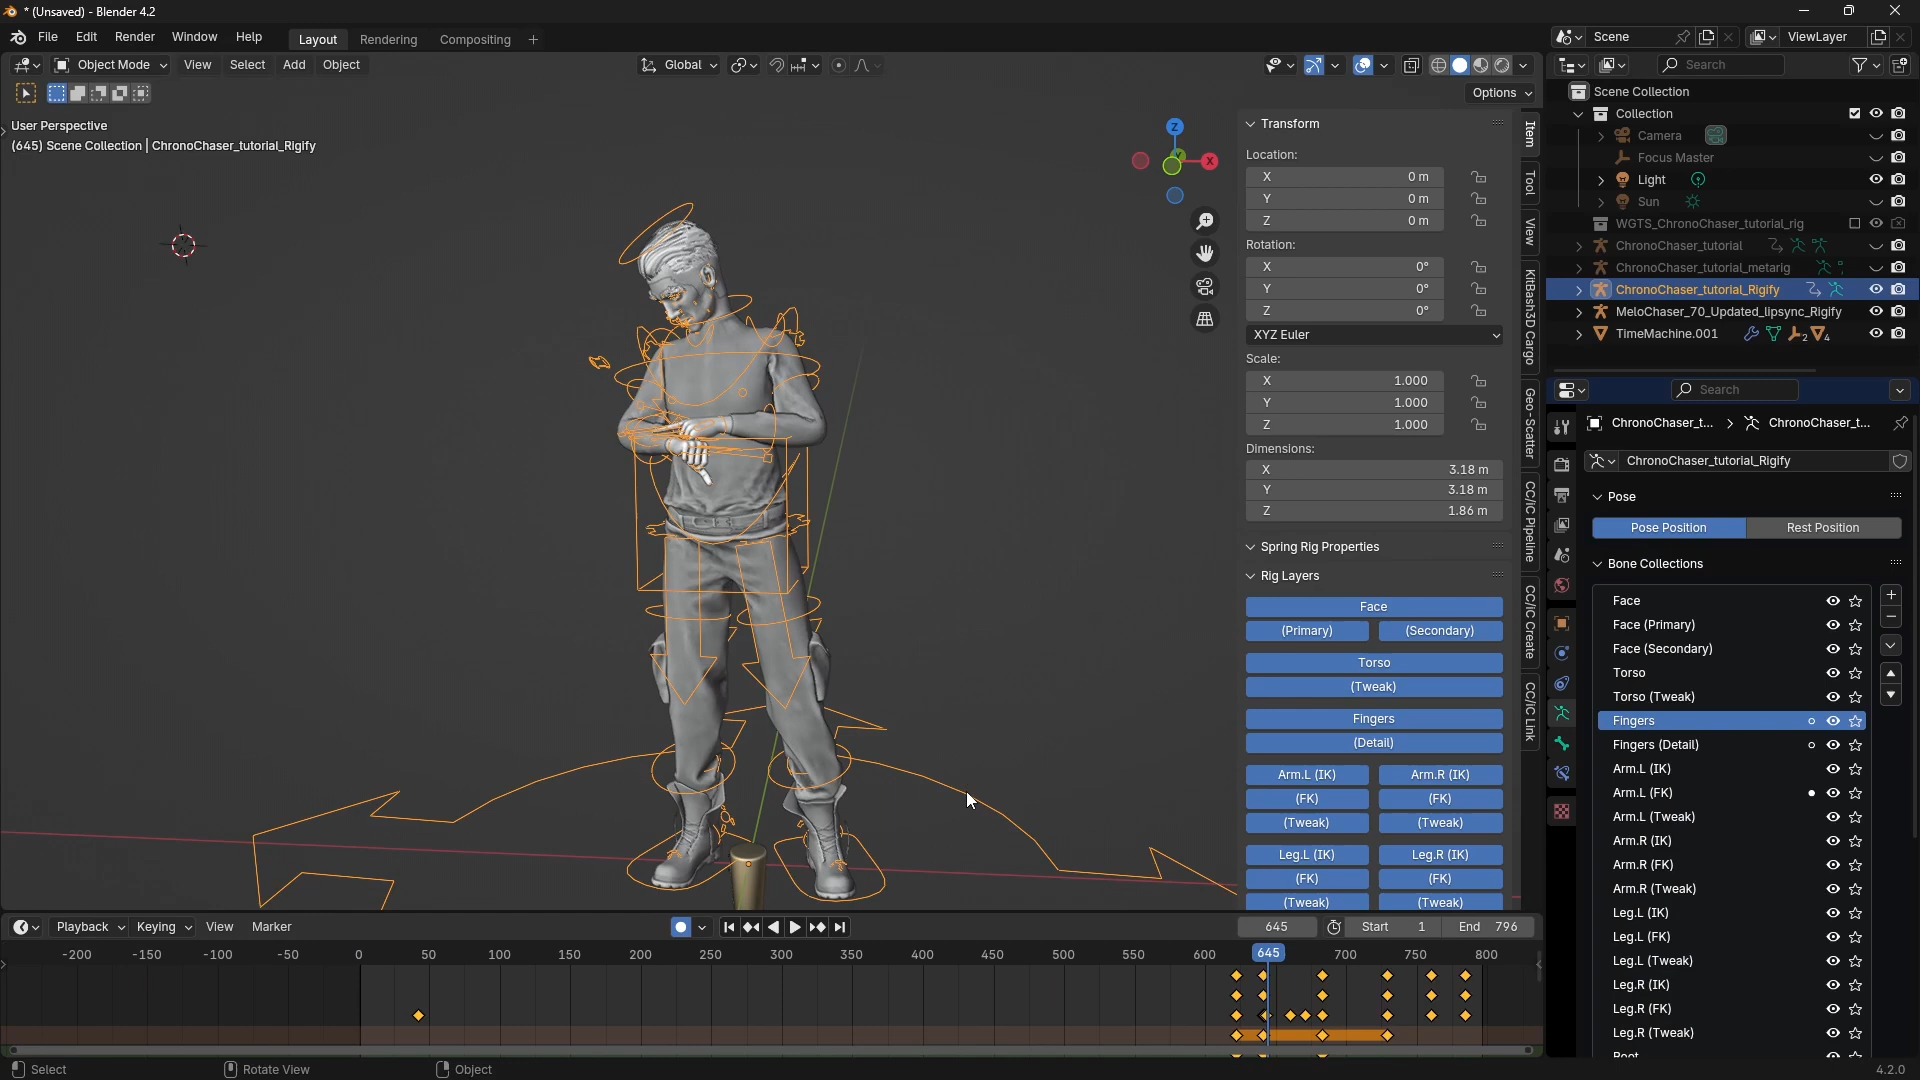 * (Unsaved) - Blender 4.2
File Edit Render Window Help Layout Rendering Compositing + Scene ViewLayer
Object Mode View Select Add Object Global Search
Options
User Perspective
(645) Scene Collection | ChronoChaser_tutorial_Rigify
Z
X
Transform
Location:
X 0 m
Y 0 m
Z 0 m
Rotation:
X 0°
Y 0°
Z 0°
XYZ Euler
Scale:
X 1.000
Y 1.000
Z 1.000
Dimensions:
X 3.18 m
Y 3.18 m
Z 1.86 m
Spring Rig Properties
Rig Layers
Face
(Primary) (Secondary)
Torso
(Tweak)
Fingers
(Detail)
Arm.L (IK) Arm.R (IK)
(FK) (FK)
(Tweak) (Tweak)
Leg.L (IK) Leg.R (IK)
(FK) (FK)
(Tweak) (Tweak)
Item
Tool
View
KitBash3D Cargo
Geo-Scatter
CC/iC Pipeline
CC/iC Create
CC/iC Link
Scene Collection
Collection
Camera
Focus Master
Light
Sun
WGTS_ChronoChaser_tutorial_rig
ChronoChaser_tutorial
ChronoChaser_tutorial_metarig
ChronoChaser_tutorial_Rigify
MeloChaser_70_Updated_lipsync_Rigify
TimeMachine.001 2 4
Search
ChronoChaser_t... ChronoChaser_t...
ChronoChaser_tutorial_Rigify
Pose
Pose Position Rest Position
Bone Collections
Face
Face (Primary)
Face (Secondary)
Torso
Torso (Tweak)
Fingers
Fingers (Detail)
Arm.L (IK)
Arm.L (FK)
Arm.L (Tweak)
Arm.R (IK)
Arm.R (FK)
Arm.R (Tweak)
Leg.L (IK)
Leg.L (FK)
Leg.L (Tweak)
Leg.R (IK)
Leg.R (FK)
Leg.R (Tweak)
Root
Playback Keying View Marker 645 Start 1 End 796
-200 -150 -100 -50 0 50 100 150 200 250 300 350 400 450 500 550 600 645 700 750 800
Select Rotate View Object 4.2.0